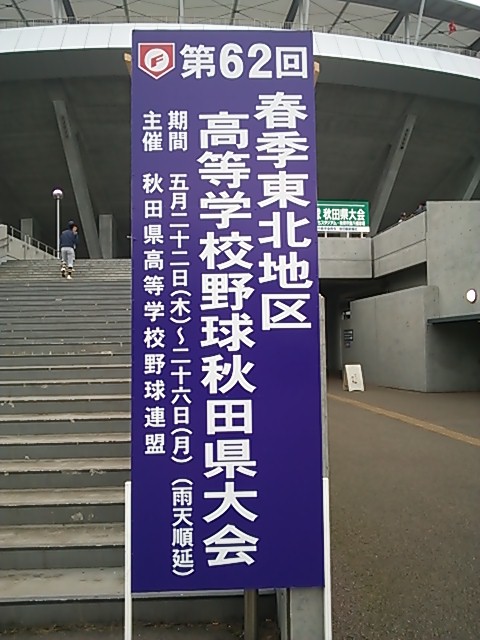 F
第62回
春季東北地区
高等学校野球秋田県大会
期間 五月二十二日(木)~二十六日(月)(雨天順延)
主催 秋田県高等学校野球連盟
秋田県大会